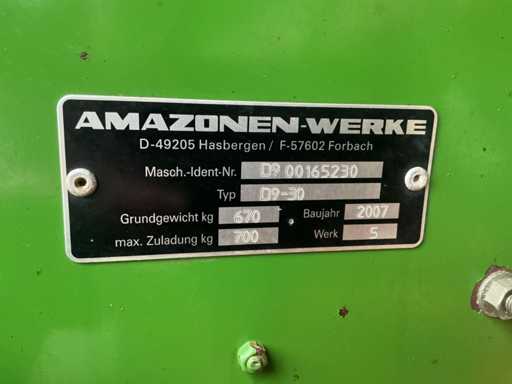 AMAZONEN-WERKE
D-49205 Hasbergen / F-57602 Forbach
Masch.-Ident-Nr. D9 00165230
Typ D9-30
Grundgewicht kg 670 Baujahr 2007
max. Zuladung kg 700 Werk 5